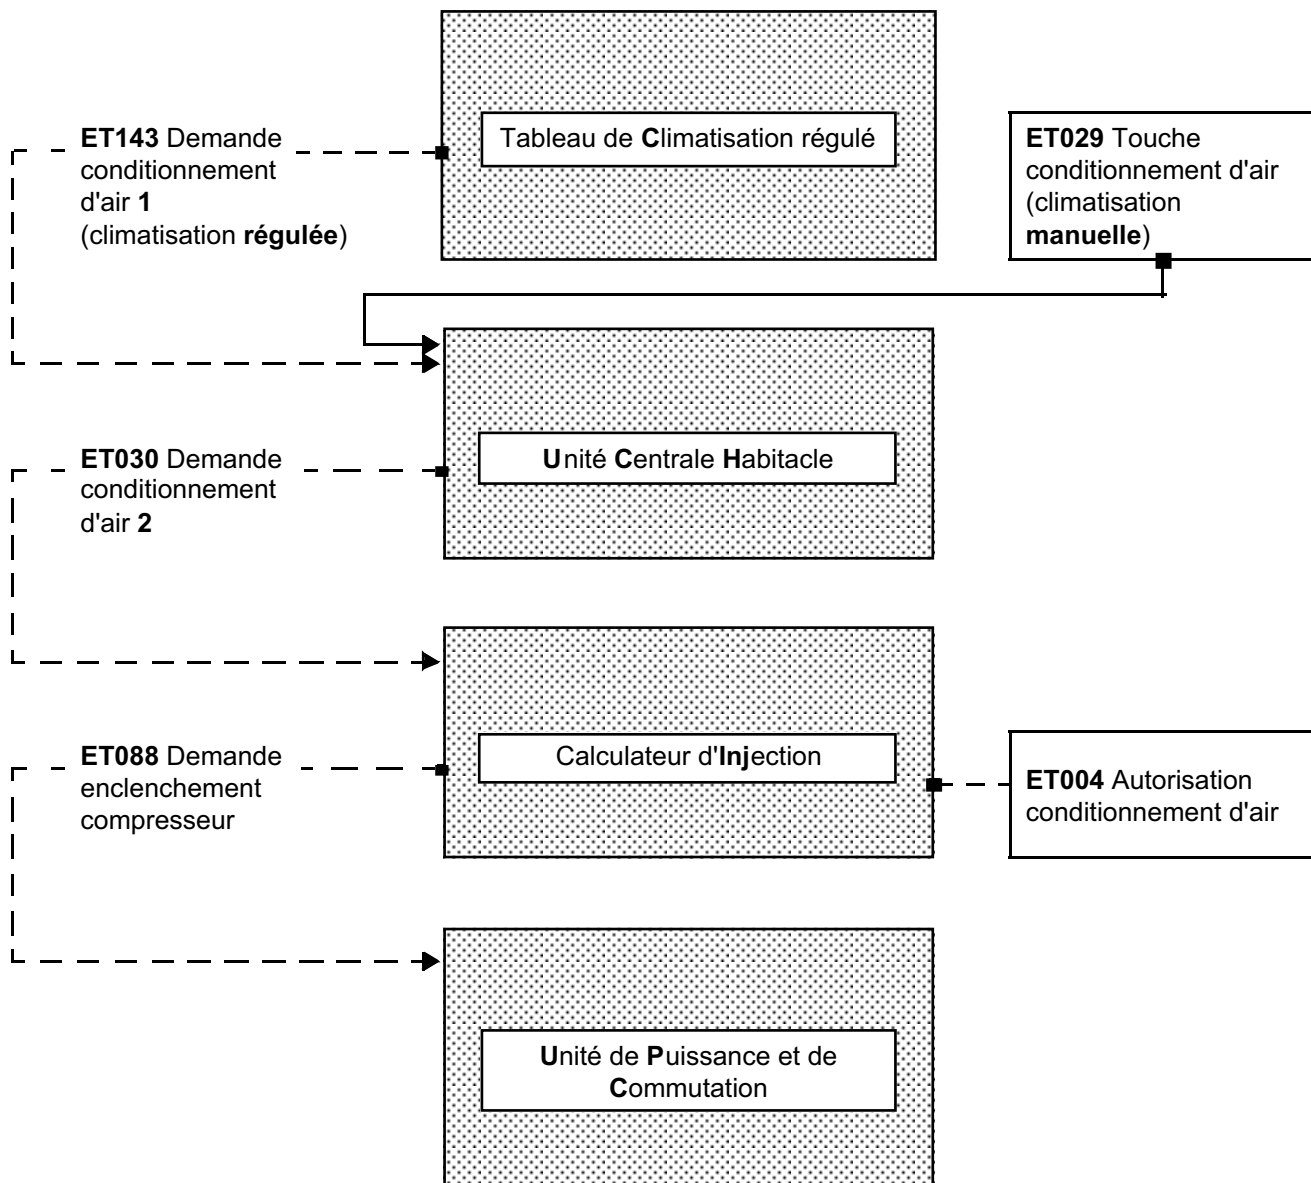 ET143 Demande
conditionnement
d'air 1
(climatisation régulée)
Tableau de Climatisation régulé
ET029 Touche
conditionnement d'air
(climatisation
manuelle)
ET030 Demande
conditionnement
d'air 2
Unité Centrale Habitacle
ET088 Demande
enclenchement
compresseur
Calculateur d'Injection
ET004 Autorisation
conditionnement d'air
Unité de Puissance et de
Commutation